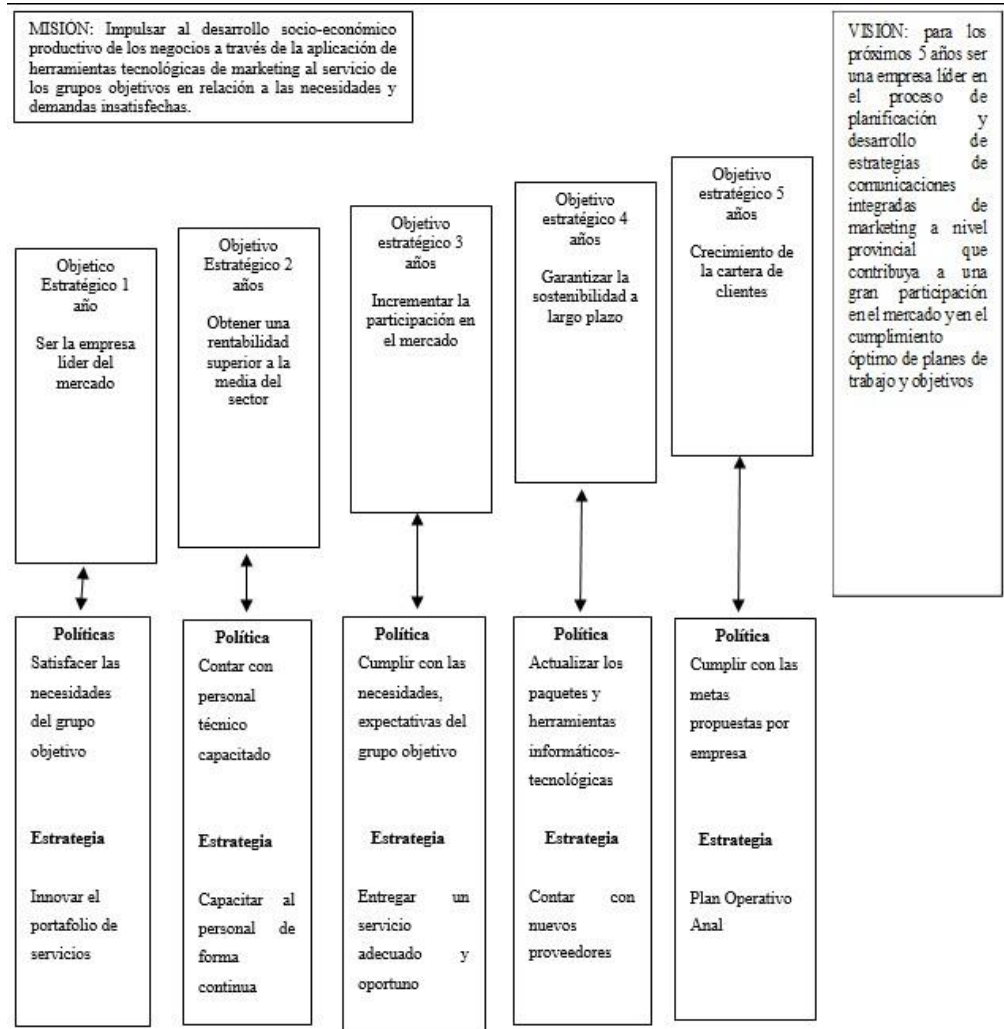 MISIÓN: Impulsar al desarrollo socio-económico
productivo de los negocios a través de la aplicación de
herramientas tecnológicas de marketing al servicio de
los grupos objetivos en relación a las necesidades y
demandas insatisfechas.
VISIÓN: para los
próximos 5 años ser
una empresa líder en
el proceso de
planificación y
desarrollo de
estrategias de
comunicaciones
integradas de
marketing a nivel
provincial que
contribuya a una
gran participación
en el mercado y en el
cumplimiento
óptimo de planes de
trabajo y objetivos
Objetico
Estratégico 1
año
Ser la empresa
líder del
mercado
Objetivo
Estratégico 2
años
Obtener una
rentabilidad
superior a la
media del
sector
Objetivo
estratégico 3
años
Incrementar la
participación en
el mercado
Objetivo
estratégico 4
años
Garantizar la
sostenibilidad a
largo plazo
Objetivo
estratégico 5
años
Crecimiento de
la cartera de
clientes
Políticas
Satisfacer las
necesidades
del grupo
objetivo
Estrategia
Innovar el
portafolio de
servicios
Política
Contar con
personal
técnico
capacitado
Estrategia
Capacitar al
personal de
forma
continua
Política
Cumplir con las
necesidades,
expectativas del
grupo objetivo
Estrategia
Entregar un
servicio
adecuado y
oportuno
Política
Actualizar los
paquetes y
herramientas
informáticos-
tecnológicas
Estrategia
Contar con
nuevos
proveedores
Política
Cumplir con las
metas
propuestas por
empresa
Estrategia
Plan Operativo
Anal